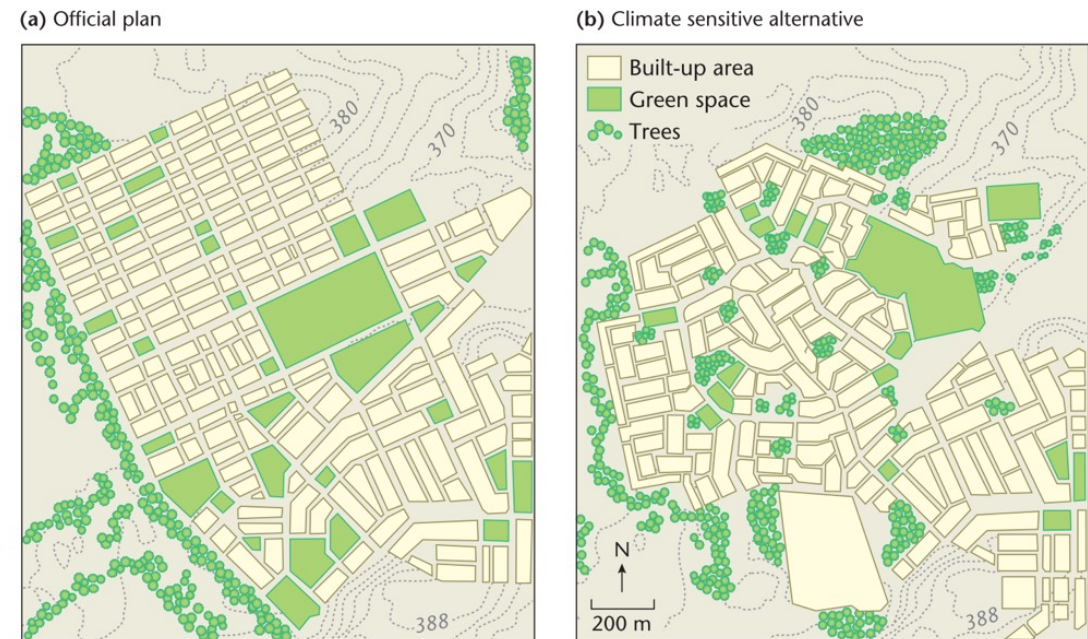 (a) Official plan
380
370
388
(b) Climate sensitive alternative
Built-up area
Green space
Trees
380
370
N
200 m
388